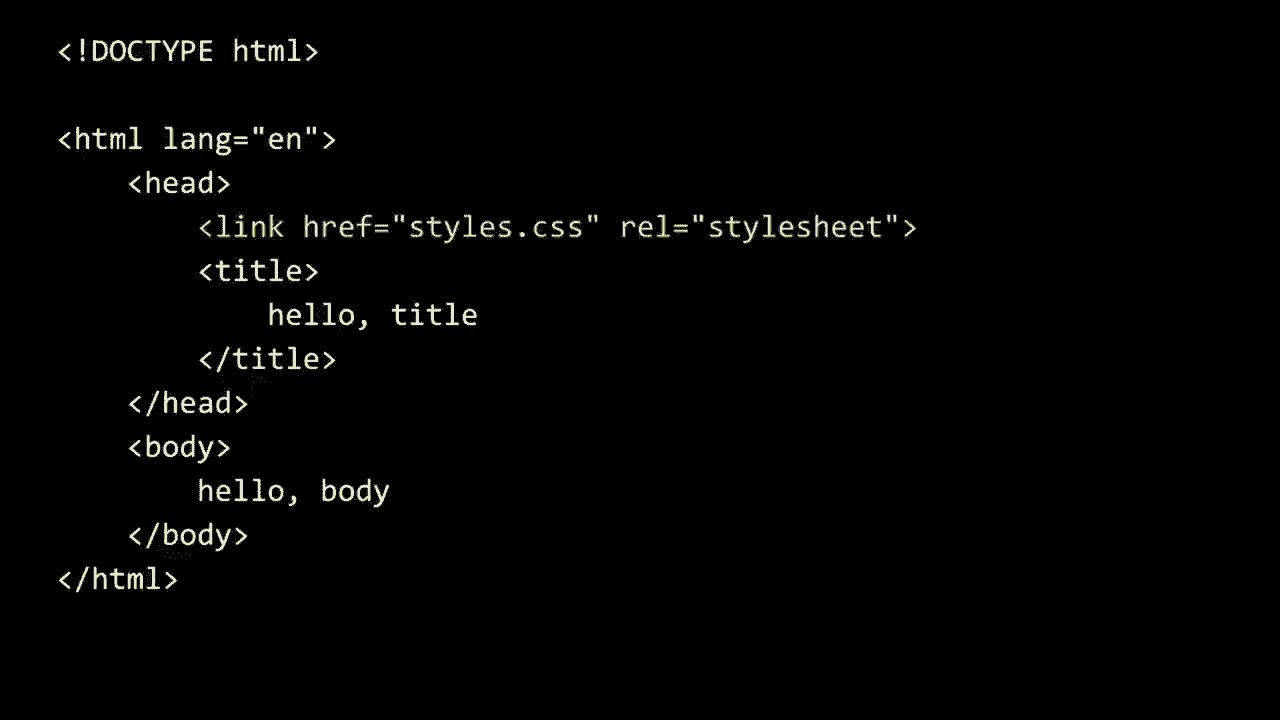 <!DOCTYPE html>
<html lang="en">
<head>
<link href="styles.css" rel="stylesheet">
<title>
hello, title
</title>
</head>
<body>
hello, body
</body>
</html>